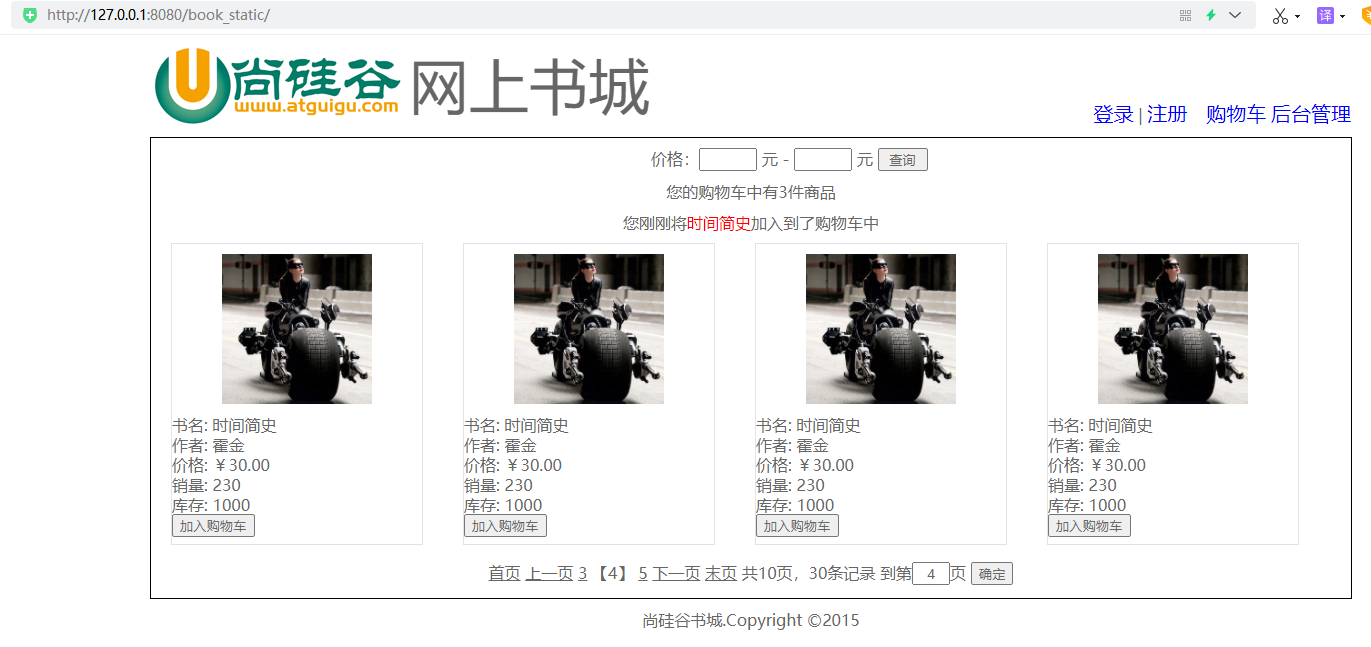 http://127.0.0.1:8080/book_static/
译
U尚硅谷 网上书城
www.atguigu.com
登录 | 注册 购物车 后台管理
价格： 元 - 元 查询
您的购物车中有3件商品
您刚刚将时间简史加入到了购物车中
书名: 时间简史 书名: 时间简史 书名: 时间简史 书名: 时间简史
作者: 霍金 作者: 霍金 作者: 霍金 作者: 霍金
价格: ￥30.00 价格: ￥30.00 价格: ￥30.00 价格: ￥30.00
销量: 230 销量: 230 销量: 230 销量: 230
库存: 1000 库存: 1000 库存: 1000 库存: 1000
加入购物车 加入购物车 加入购物车 加入购物车
首页 上一页 3 【4】 5 下一页 末页 共10页，30条记录 到第4页 确定
尚硅谷书城.Copyright ©2015